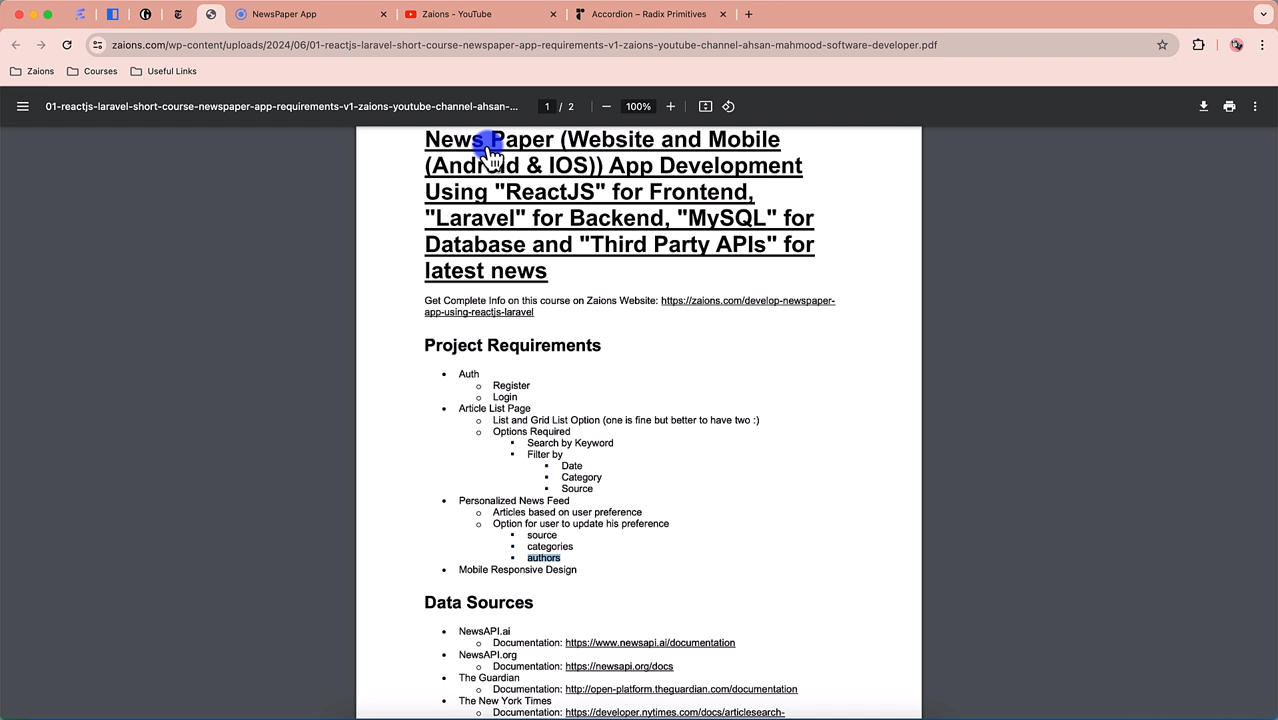 NewsPaper App
Zaions - YouTube
Accordion – Radix Primitives
zaions.com/wp-content/uploads/2024/06/01-reactjs-laravel-short-course-newspaper-app-requirements-v1-zaions-youtube-channel-ahsan-mahmood-software-developer.pdf
Zaions
Courses
Useful Links
01-reactjs-laravel-short-course-newspaper-app-requirements-v1-zaions-youtube-channel-ahsan-...
1 / 2
100%
News Paper (Website and Mobile
(Android & IOS)) App Development
Using "ReactJS" for Frontend,
"Laravel" for Backend, "MySQL" for
Database and "Third Party APIs" for
latest news
Get Complete Info on this course on Zaions Website: https://zaions.com/develop-newspaper-
app-using-reactjs-laravel
Project Requirements
Auth
Register
Login
Article List Page
List and Grid List Option (one is fine but better to have two :)
Options Required
Search by Keyword
Filter by
Date
Category
Source
Personalized News Feed
Articles based on user preference
Option for user to update his preference
source
categories
authors
Mobile Responsive Design
Data Sources
NewsAPI.ai
Documentation: https://www.newsapi.ai/documentation
NewsAPI.org
Documentation: https://newsapi.org/docs
The Guardian
Documentation: http://open-platform.theguardian.com/documentation
The New York Times
Documentation: https://developer.nytimes.com/docs/articlesearch-